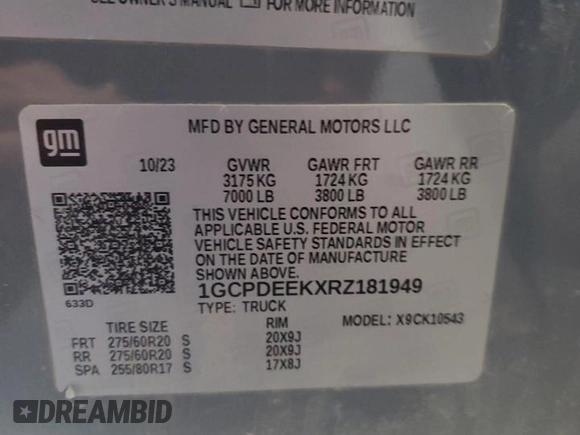 SEE OWNER'S MANUAL FOR MORE INFORMATION
gm
MFD BY GENERAL MOTORS LLC
10/23 GVWR GAWR FRT GAWR RR
3175 KG 1724 KG 1724 KG
7000 LB 3800 LB 3800 LB
THIS VEHICLE CONFORMS TO ALL
APPLICABLE U.S. FEDERAL MOTOR
VEHICLE SAFETY STANDARDS IN EFFECT
ON THE DATE OF MANUFACTURE
SHOWN ABOVE.
633D
1GCPDEEKXRZ181949
TYPE: TRUCK MODEL: X9CK10543
TIRE SIZE RIM
FRT 275/60R20 S 20X9J
RR 275/60R20 S 20X9J
SPA 255/80R17 S 17X8J
DREAMBID